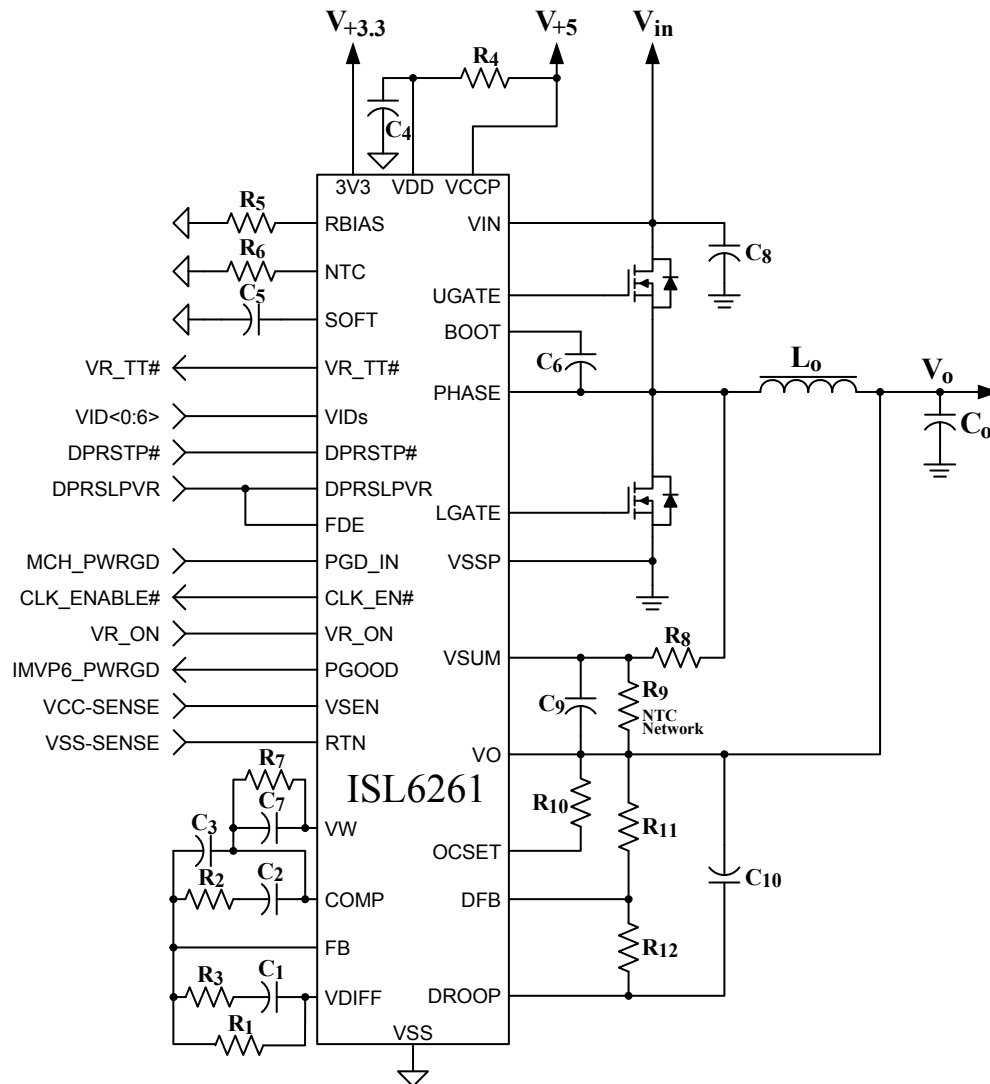 V+3.3
V+5
Vin
R4
C4
3V3
VDD
VCCP
R5
RBIAS
VIN
C8
R6
NTC
UGATE
C5
SOFT
BOOT
C6
VR_TT#
VR_TT#
PHASE
Lo
Vo
Co
VID<0:6>
VIDs
DPRSTP#
DPRSTP#
DPRSLPVR
DPRSLPVR
LGATE
FDE
MCH_PWRGD
PGD_IN
VSSP
CLK_ENABLE#
CLK_EN#
VR_ON
VR_ON
R8
VSUM
IMVP6_PWRGD
PGOOD
R9
NTC
Network
C9
VCC-SENSE
VSEN
VSS-SENSE
RTN
VO
R7
ISL6261
R10
C7
VW
R11
C3
OCSET
R2
C2
COMP
DFB
C10
FB
R12
R3
C1
VDIFF
DROOP
R1
VSS